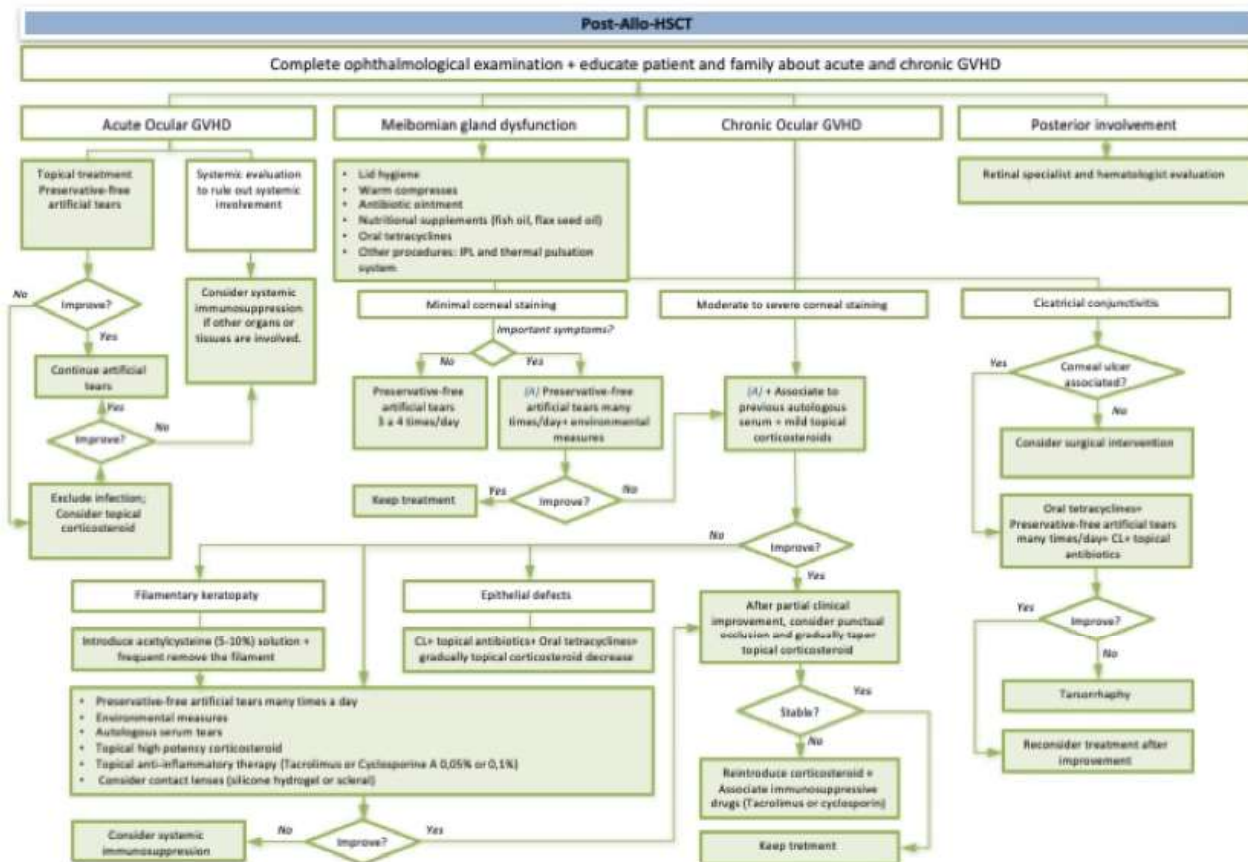 Post-Allo-HSCT
Complete ophthalmological examination + educate patient and family about acute and chronic GVHD
Acute Ocular GVHD
Meibomian gland dysfunction
Chronic Ocular GVHD
Posterior involvement
Topical treatment
Preservative-free
artificial tears
Systemic evaluation
to rule out systemic
involvement
• Lid hygiene
• Warm compresses
• Antibiotic ointment
• Nutritional supplements (fish oil, flax seed oil)
• Oral tetracyclines
• Other procedures: IPL and thermal pulsation
system
Retinal specialist and hematologist evaluation
No
Improve?
Yes
Continue artificial
tears
Yes
Improve?
No
Exclude infection;
Consider topical
corticosteroid
Consider systemic
immunosuppression
if other organs or
tissues are involved.
Minimal corneal staining
Important symptoms?
No
Yes
Preservative-free
artificial tears
3 a 4 times/day
(A) Preservative-free
artificial tears many
times/day+ environmental
measures
Keep treatment
Yes
Improve?
No
Moderate to severe corneal staining
(A) + Associate to
previous autologous
serum + mild topical
corticosteroids
No
Improve?
Yes
Cicatricial conjunctivitis
Yes
Corneal ulcer
associated?
No
Consider surgical intervention
Oral tetracyclines+
Preservative-free artificial tears
many times/day+ CL+ topical
antibiotics
Yes
Improve?
No
Tarsorrhaphy
Reconsider treatment after
improvement
Filamentary keratopaty
Epithelial defects
Introduce acetylcysteine (5-10%) solution +
frequent remove the filament
CL+ topical antibiotics+ Oral tetracyclines+
gradually topical corticosteroid decrease
After partial clinical
improvement, consider punctual
occlusion and gradually taper
topical corticosteroid
• Preservative-free artificial tears many times a day
• Environmental measures
• Autologous serum tears
• Topical high potency corticosteroid
• Topical anti-inflammatory therapy (Tacrolimus or Cyclosporine A 0,05% or 0,1%)
• Consider contact lenses (silicone hydrogel or scleral)
Stable?
Yes
No
Reintroduce corticosteroid +
Associate immunosuppressive
drugs (Tacrolimus or cyclosporin)
Keep tretment
Consider systemic
immunosuppression
No
Improve?
Yes